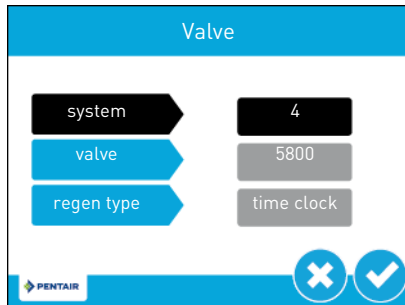 Valve
system 4
valve 5800
regen type time clock
PENTAIR